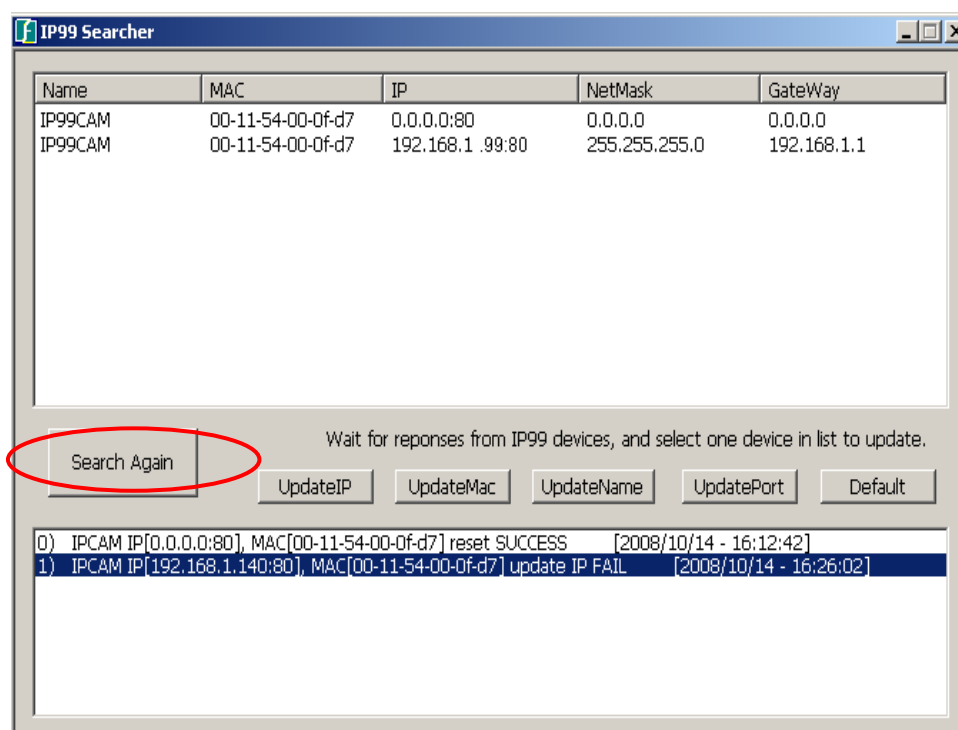 IP99 Searcher
Name MAC IP NetMask GateWay
IP99CAM 00-11-54-00-0f-d7 0.0.0.0:80 0.0.0.0 0.0.0.0
IP99CAM 00-11-54-00-0f-d7 192.168.1 .99:80 255.255.255.0 192.168.1.1
Wait for reponses from IP99 devices, and select one device in list to update.
Search Again
UpdateIP UpdateMac UpdateName UpdatePort Default
0) IPCAM IP[0.0.0.0:80], MAC[00-11-54-00-0f-d7] reset SUCCESS [2008/10/14 - 16:12:42]
1) IPCAM IP[192.168.1.140:80], MAC[00-11-54-00-0f-d7] update IP FAIL [2008/10/14 - 16:26:02]